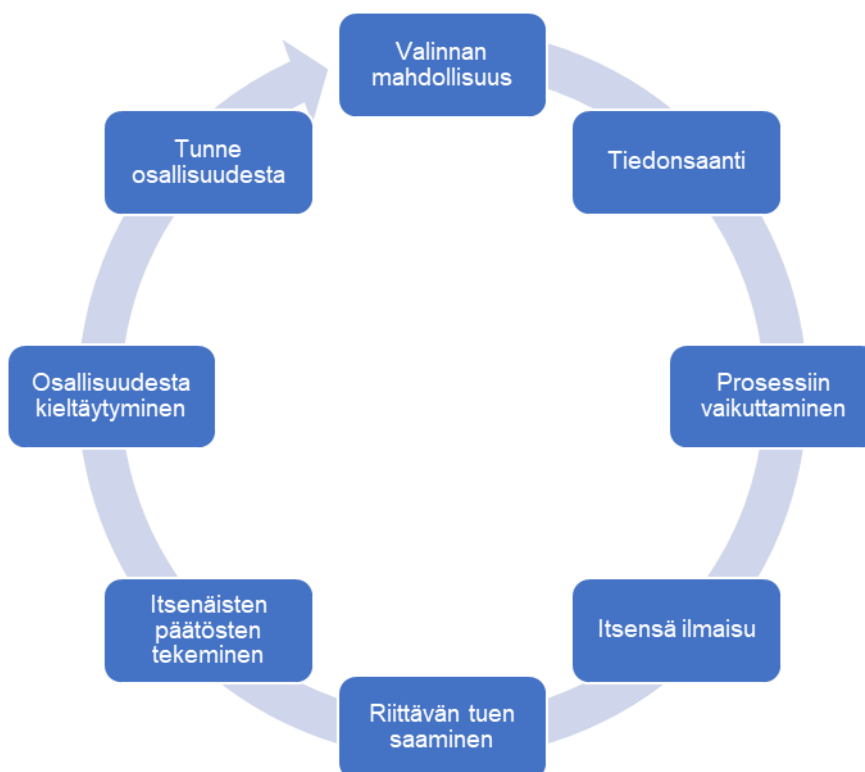 Valinnan
mahdollisuus
Tiedonsaanti
Prosessiin
vaikuttaminen
Itsensä ilmaisu
Riittävän tuen
saaminen
Itsenäisten
päätösten
tekeminen
Osallisuudesta
kieltäytyminen
Tunne
osallisuudesta